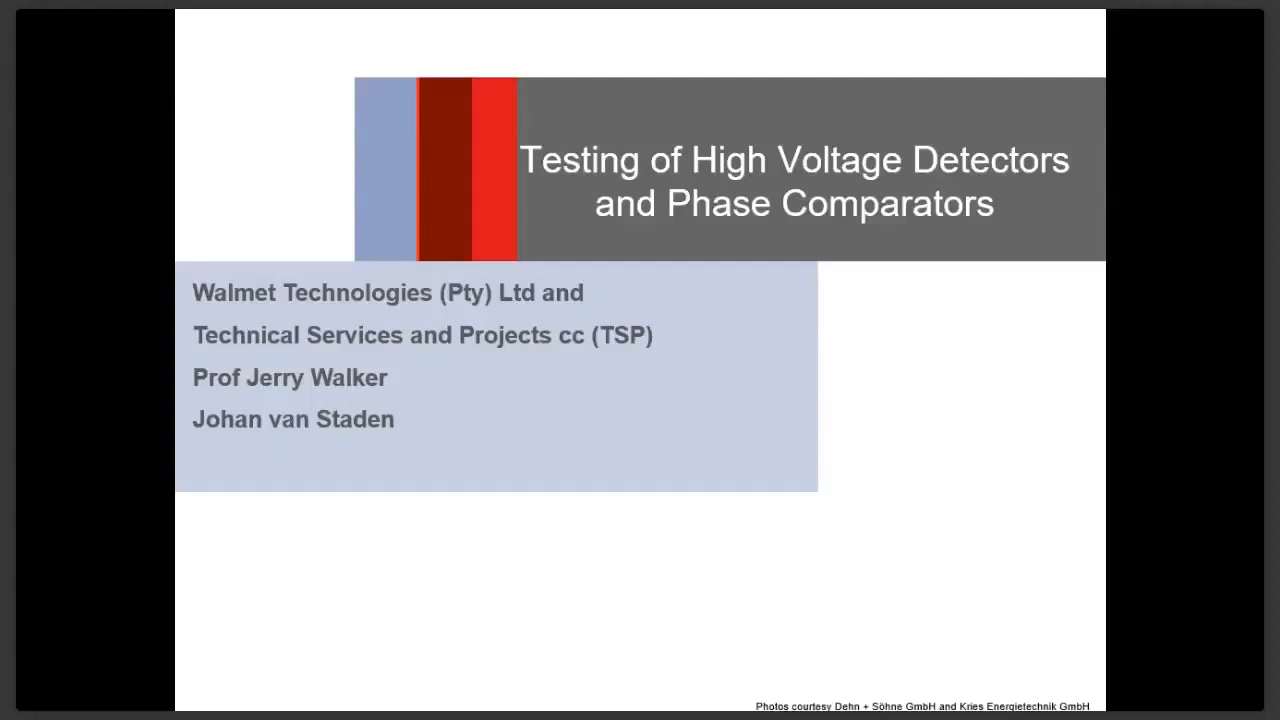 Testing of High Voltage Detectors
and Phase Comparators
Walmet Technologies (Pty) Ltd and
Technical Services and Projects cc (TSP)
Prof Jerry Walker
Johan van Staden
Photos courtesy Dehn + Söhne GmbH and Kries Energietechnik GmbH